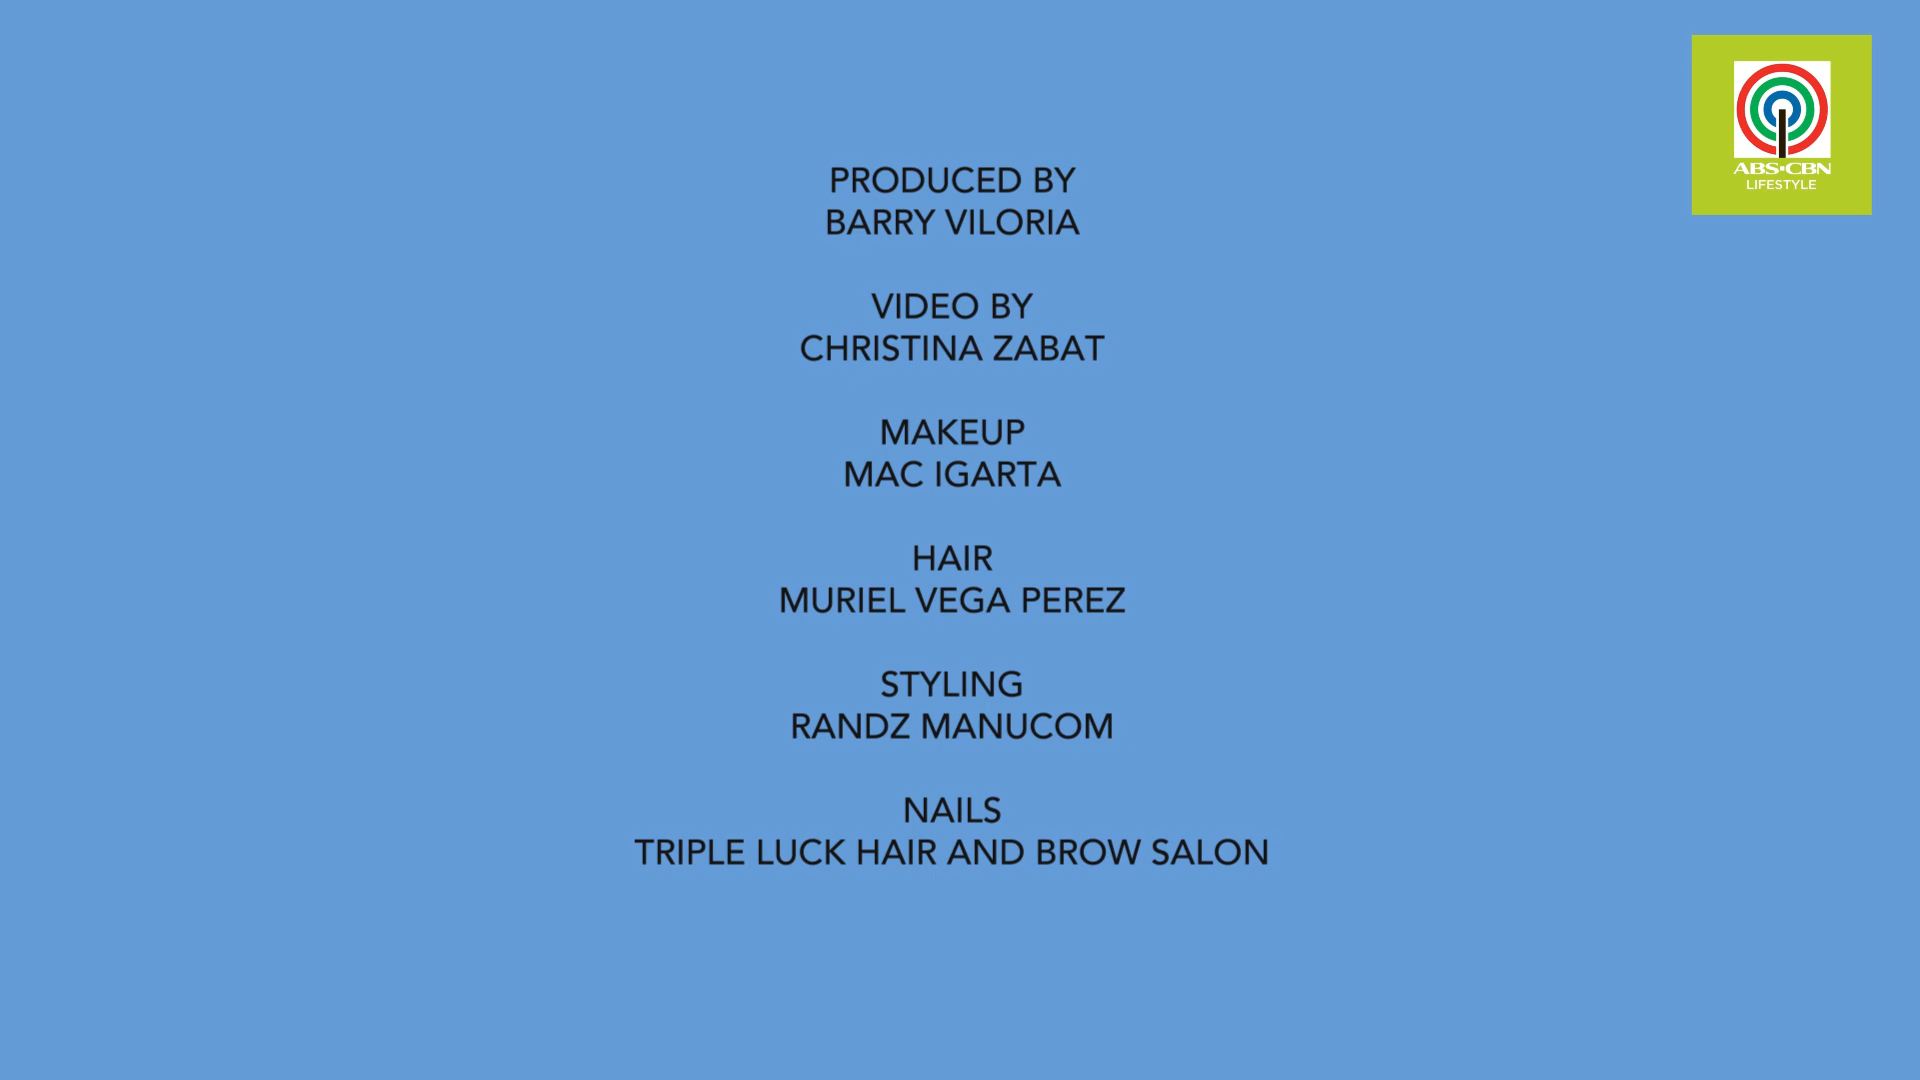 PRODUCED BY
BARRY VILORIA
VIDEO BY
CHRISTINA ZABAT
MAKEUP
MAC IGARTA
HAIR
MURIEL VEGA PEREZ
STYLING
RANDZ MANUCOM
NAILS
TRIPLE LUCK HAIR AND BROW SALON
ABS-CBN
LIFESTYLE